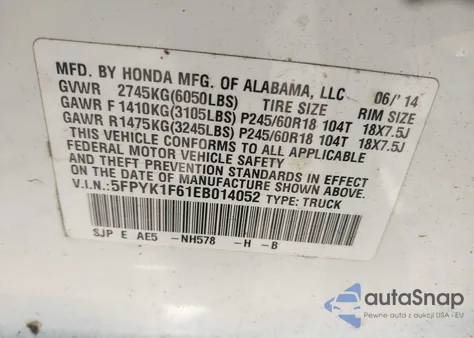 MFD. BY HONDA MFG. OF ALABAMA, LLC 06/'14
GVWR 2745KG(6050LBS) TIRE SIZE RIM SIZE
GAWR F 1410KG(3105LBS) P245/60R18 104T 18X7.5J
GAWR R1475KG(3245LBS) P245/60R18 104T 18X7.5J
THIS VEHICLE CONFORMS TO ALL APPLICABLE
FEDERAL MOTOR VEHICLE SAFETY
AND THEFT PREVENTION STANDARDS IN EFFECT
ON THE DATE OF MANUFACTURE SHOWN ABOVE.
V.I.N.:5FPYK1F61EB014052 TYPE: TRUCK
SJP E AE5 -NH578 -H -B
autoSnap
Pewne auta z aukcji USA - EU